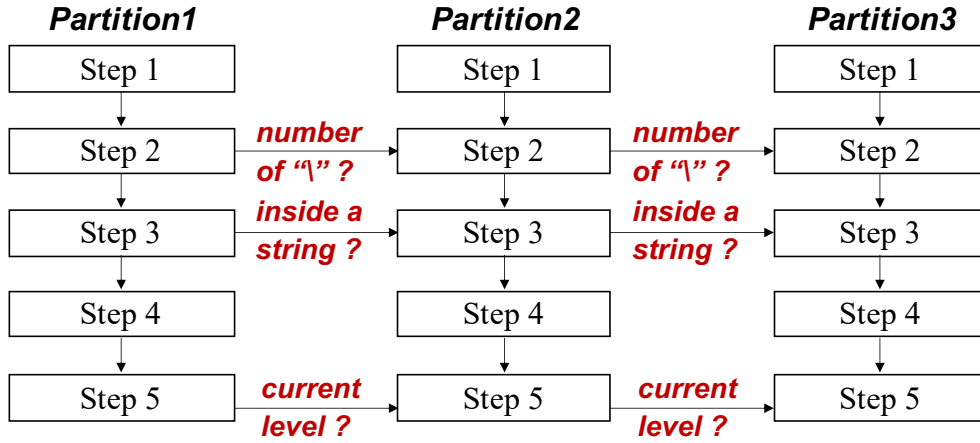 Partition1
Partition2
Partition3
Step 1
Step 1
Step 1
Step 2
number
of “\” ?
Step 2
number
of “\” ?
Step 2
Step 3
inside a
string ?
Step 3
inside a
string ?
Step 3
Step 4
Step 4
Step 4
Step 5
current
level ?
Step 5
current
level ?
Step 5